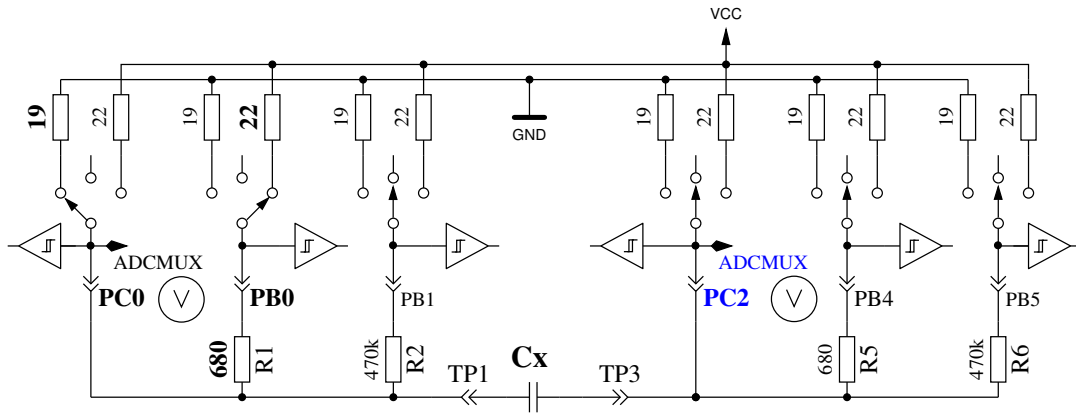 VCC
19
22
19
22
19
22
GND
19
22
19
22
19
22
ADCMUX
ADCMUX
PC0
V
PB0
PB1
PC2
V
PB4
PB5
680
R1
470k
R2
TP1
Cx
TP3
680
R5
470k
R6